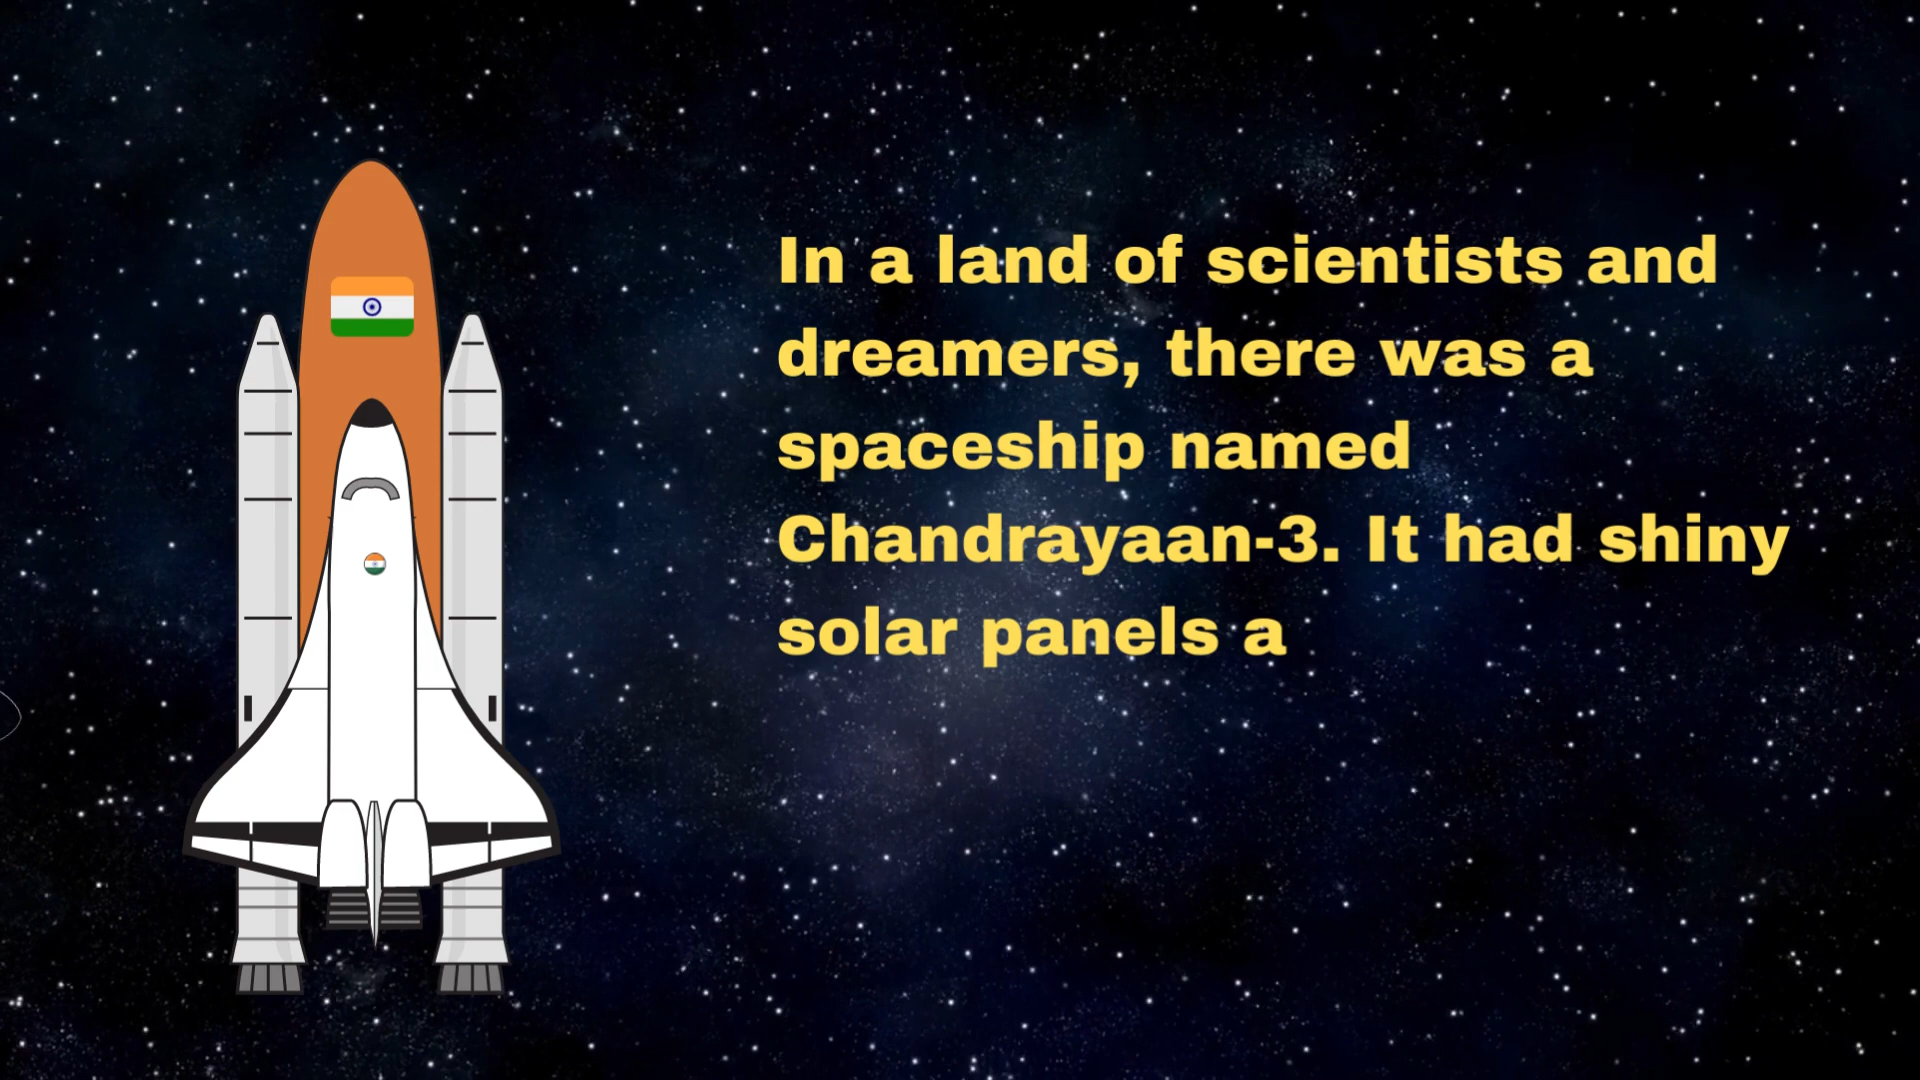 In a land of scientists and
dreamers, there was a
spaceship named
Chandrayaan-3. It had shiny
solar panels a